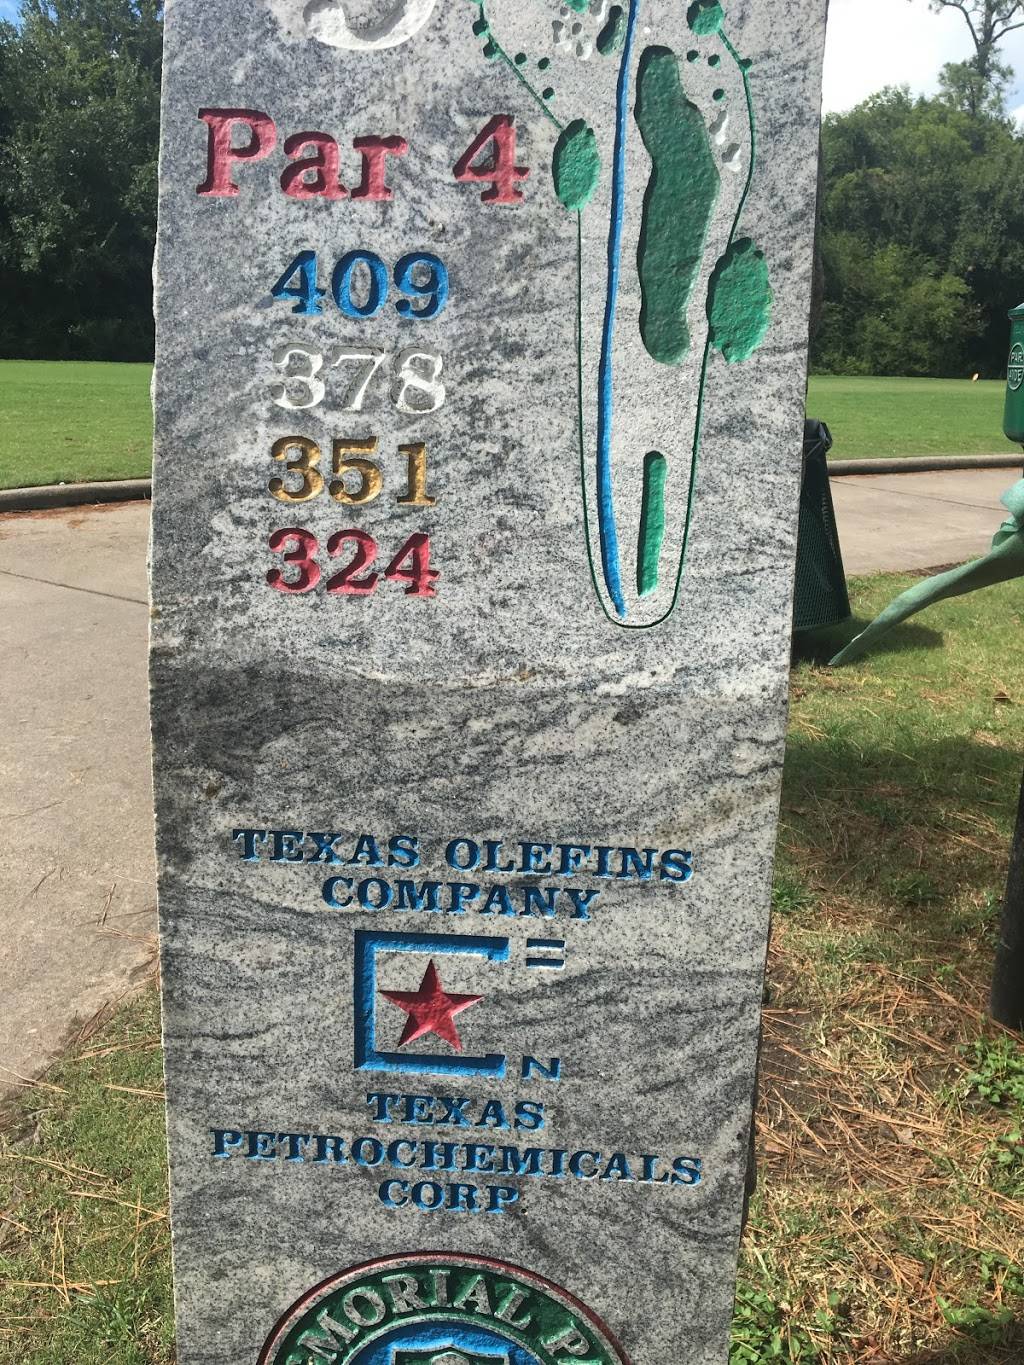 Par 4
409
378
351
324
TEXAS OLEFINS
COMPANY
TEXAS
PETROCHEMICALS
CORP